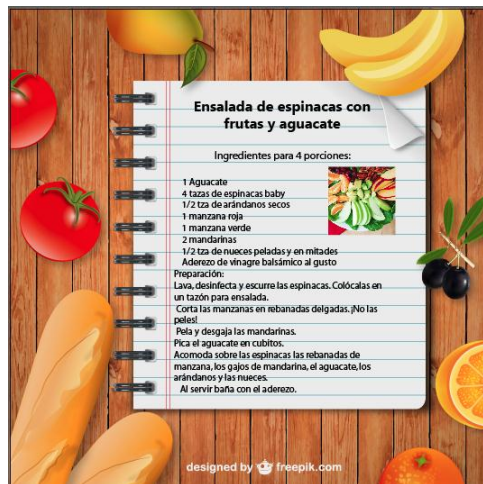 Ensalada de espinacas con
frutas y aguacate
Ingredientes para 4 porciones:
1 Aguacate
4 tazas de espinacas baby
1/2 tza de arándanos secos
1 manzana roja
1 manzana verde
2 mandarinas
1/2 tza de nueces peladas y en mitades
Aderezo de vinagre balsámico al gusto
Preparación:
Lava, desinfecta y escurre las espinacas. Colócalas en
un tazón para ensalada.
Corta las manzanas en rebanadas delgadas. ¡No las
peles!
Pela y desgaja las mandarinas.
Pica el aguacate en cubitos.
Acomoda sobre las espinacas las rebanadas de
manzana, los gajos de mandarina, el aguacate, los
arándanos y las nueces.
Al servir baña con el aderezo.
designed by freepik.com